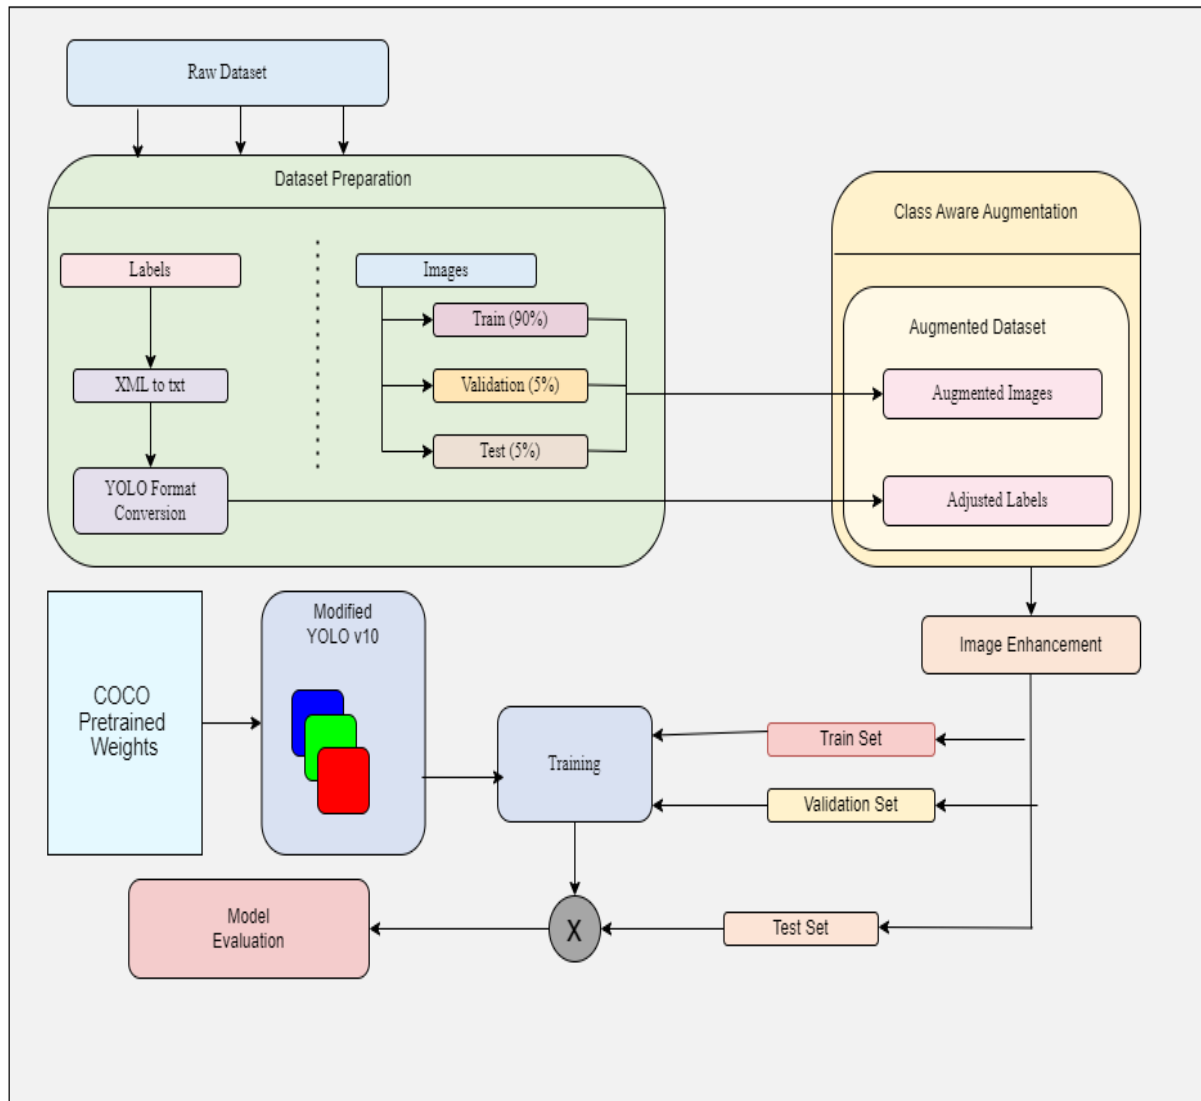 Raw Dataset
Dataset Preparation
Labels
XML to txt
YOLO Format
Conversion
Images
Train (90%)
Validation (5%)
Test (5%)
Class Aware Augmentation
Augmented Dataset
Augmented Images
Adjusted Labels
Image Enhancement
COCO
Pretrained
Weights
Modified
YOLO v10
Training
Train Set
Validation Set
Test Set
X
Model
Evaluation